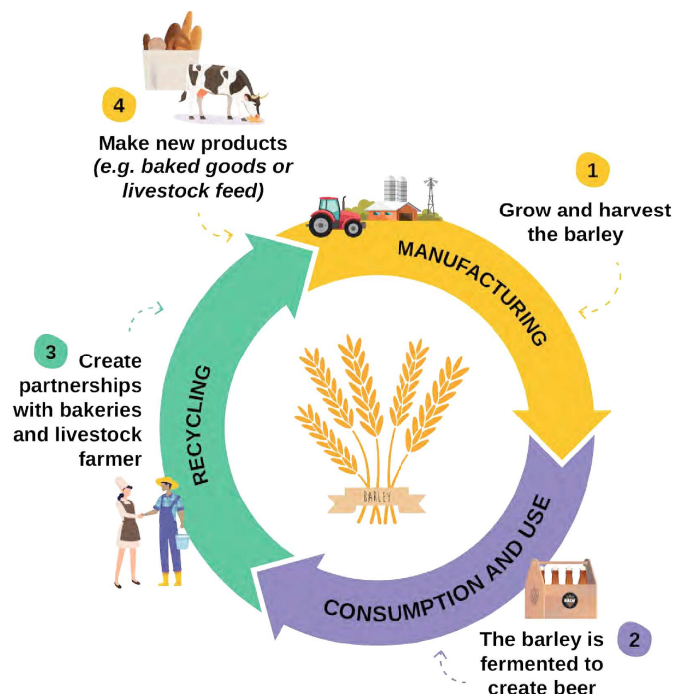 4
Make new products
(e.g. baked goods or
livestock feed)
1
Grow and harvest
the barley
MANUFACTURING
3
Create
partnerships
with bakeries
and livestock
farmer
RECYCLING
BARLEY
CONSUMPTION AND USE
2
The barley is
fermented to
create beer